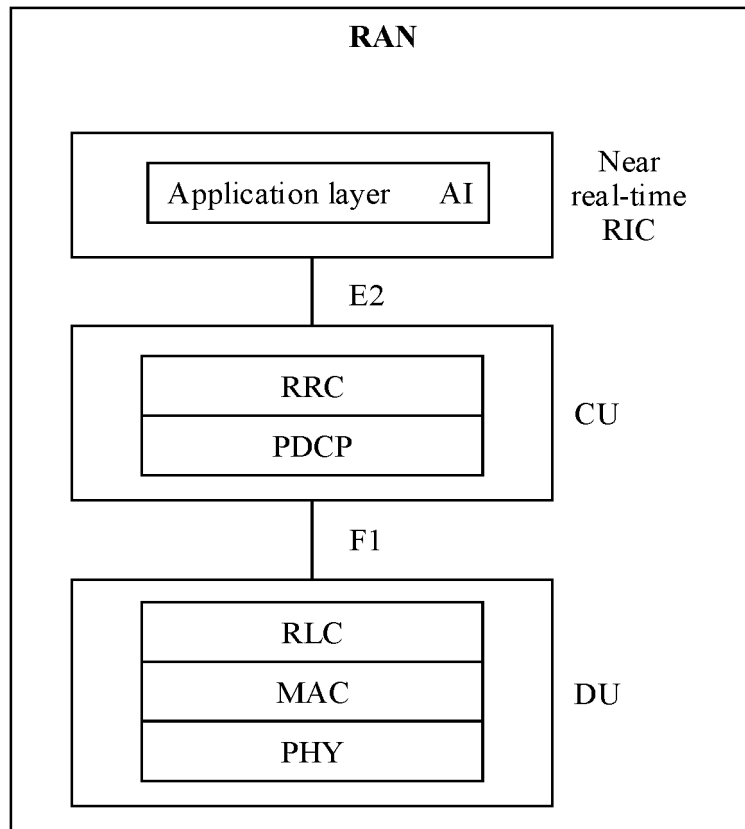 RAN
Application layer AI
Near
real-time
RIC
E2
RRC
PDCP
CU
F1
RLC
MAC
PHY
DU